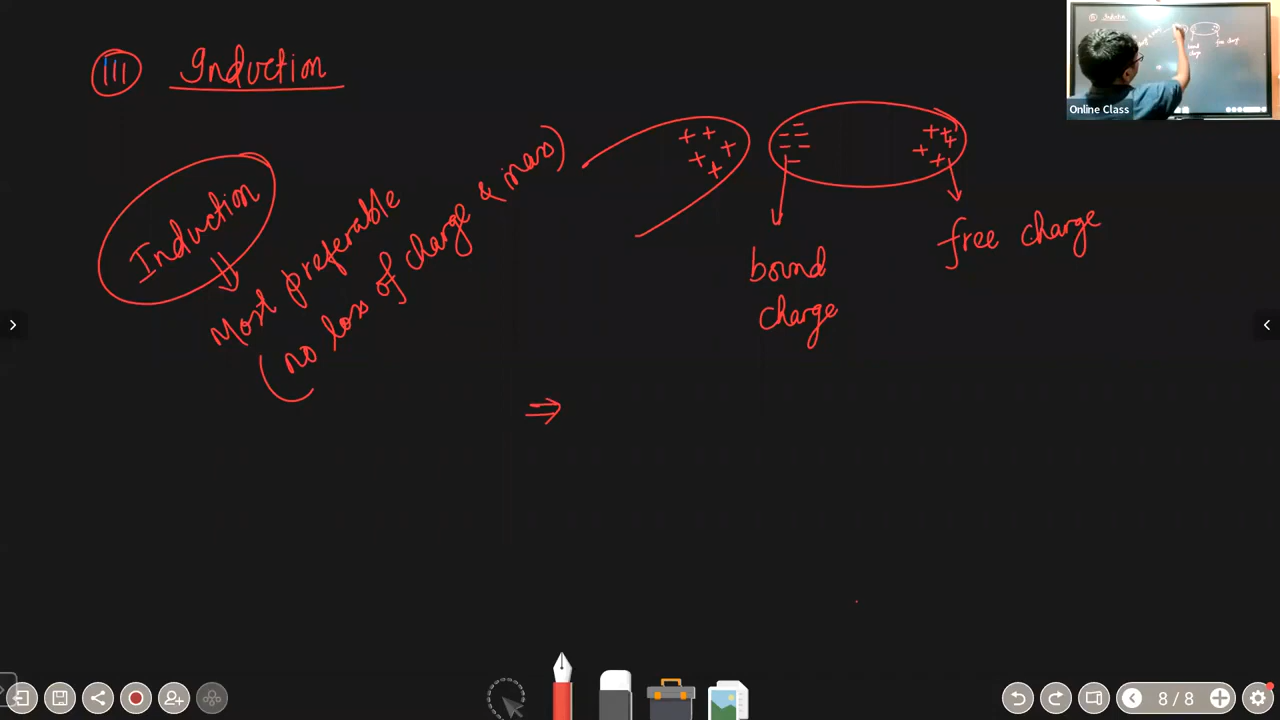 III Induction
Induction
Most preferable
(no loss of charge & mass)
bound
charge
free charge
Online Class
8/8